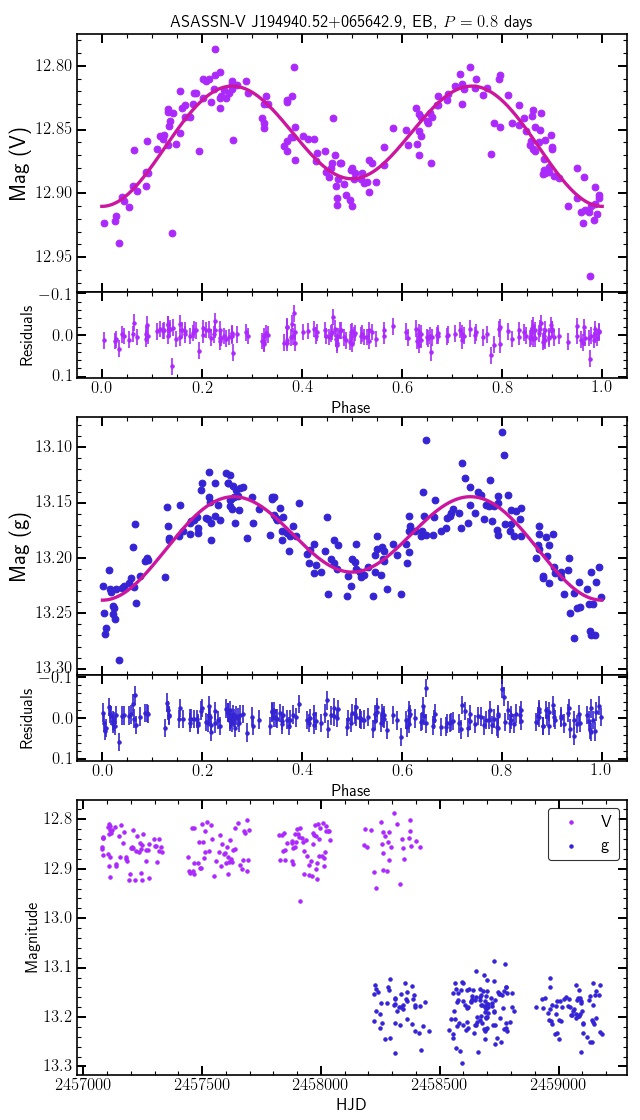 ASASSN-V J194940.52+065642.9, EB, P = 0.8 days
12.80
12.85
12.90
12.95
Mag (V)
−0.1
0.0
0.1
Residuals
0.0 0.2 0.4 0.6 0.8 1.0
Phase
13.10
13.15
13.20
13.25
13.30
Mag (g)
−0.1
0.0
0.1
Residuals
0.0 0.2 0.4 0.6 0.8 1.0
Phase
12.8
12.9
13.0
13.1
13.2
13.3
Magnitude
V
g
2457000 2457500 2458000 2458500 2459000
HJD